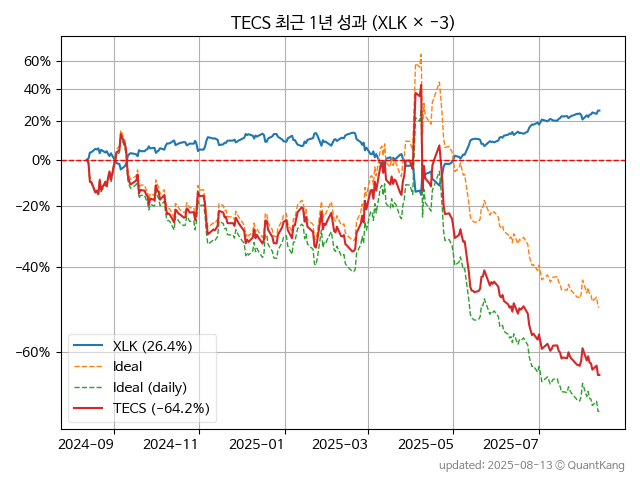 TECS 최근 1년 성과 (XLK × −3)
60%
40%
20%
0%
−20%
−40%
−60%
XLK (26.4%)
Ideal
Ideal (daily)
TECS (−64.2%)
2024−09
2024−11
2025−01
2025−03
2025−05
2025−07
updated: 2025-08-13 ⓒ QuantKang